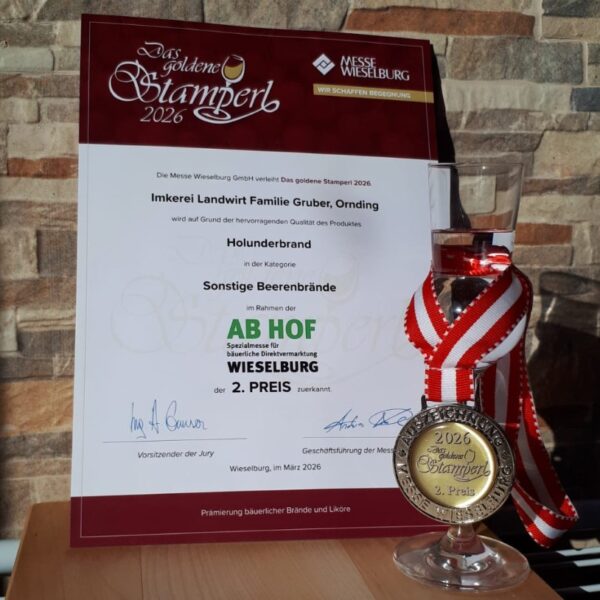 Das
goldene
Stamperl
2026
MESSE
WIESELBURG
WIR SCHAFFEN BEGEGNUNG
Die Messe Wieselburg GmbH verleiht Das goldene Stamperl 2026
Imkerei Landwirt Familie Gruber, Ornding
wird auf Grund der hervorragenden Qualität des Produktes
Holunderbrand
in der Kategorie
Sonstige Beerenbrände
im Rahmen der
AB HOF
Spezialmesse für
bäuerliche Direktvermarktung
WIESELBURG
der 2. PREIS zuerkannt.
Vorsitzender der Jury
Geschäftsführung der Messe
Wieselburg, im März 2026
Prämierung bäuerlicher Brände und Liköre
AUSZEICHNUNG
2026
Das
goldene
Stamperl
2. Preis
MESSE WIESELBURG